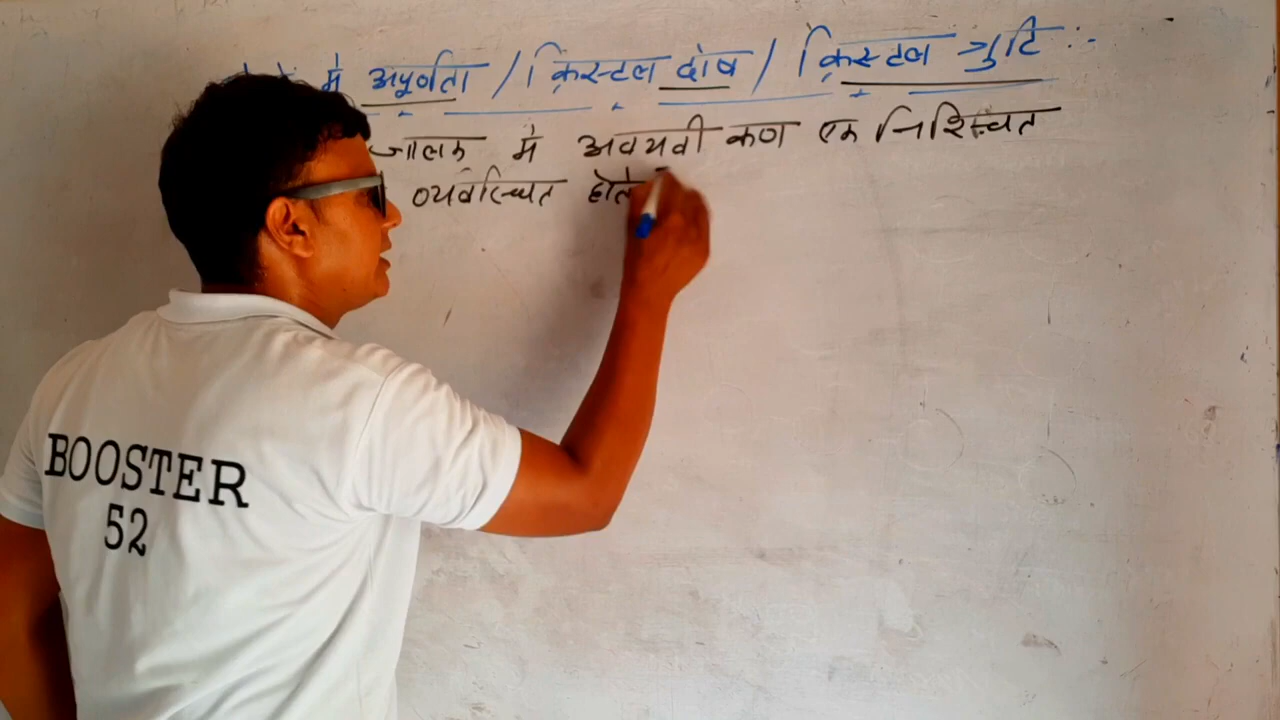 में अपूर्णता / क्रिस्टल दोष / क्रिस्टल त्रुटि :-
जालक में अवयवी कण एक निश्चित
व्यवस्थित होते
BOOSTER
52